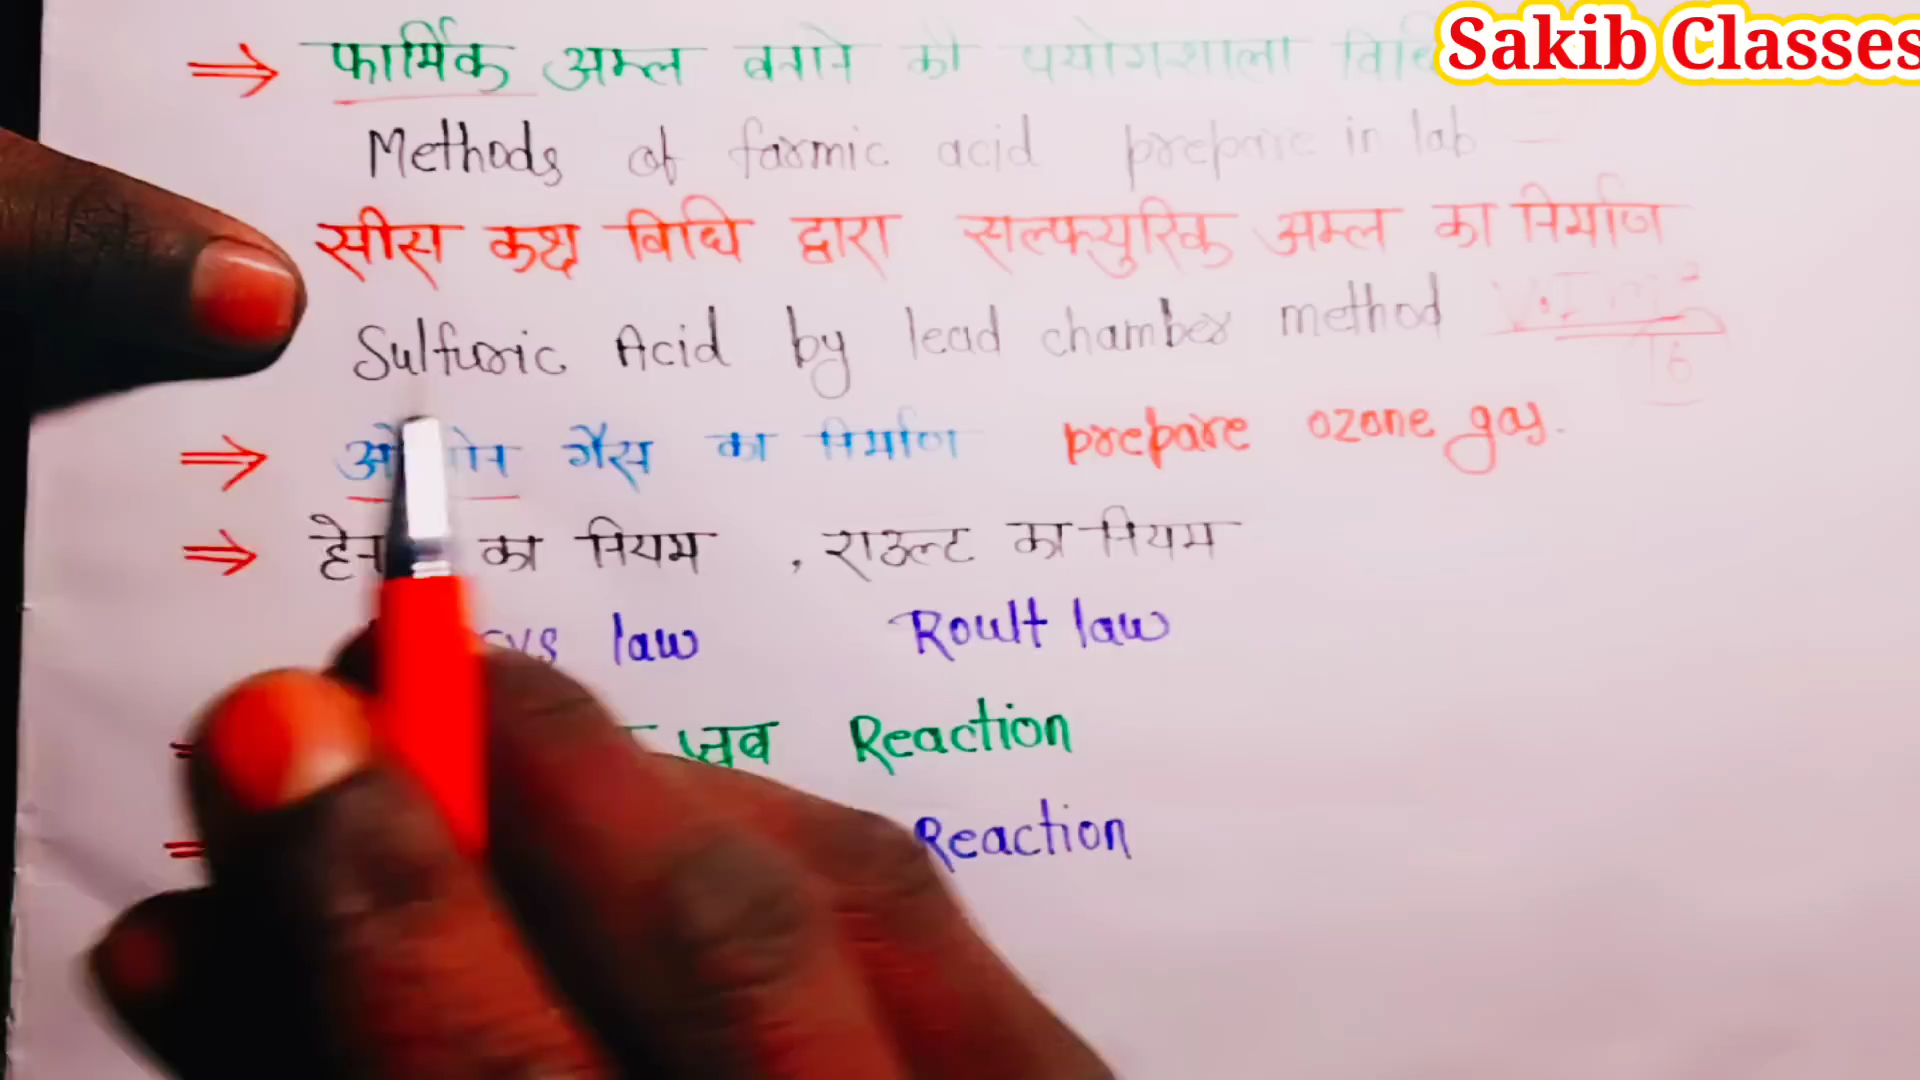 Sakib Classes
⇒ फार्मिक अम्ल बनाने की प्रयोगशाला
Methods of farmic acid prepare in lab
सीस कक्ष विधि द्वारा सल्फ्युरिक अम्ल का निर्माण
Sulfuric Acid by lead chamber method
⇒ गैस का निर्माण prepare ozone gas.
⇒ का नियम , राउल्ट का नियम
law Roult law
Reaction
Reaction